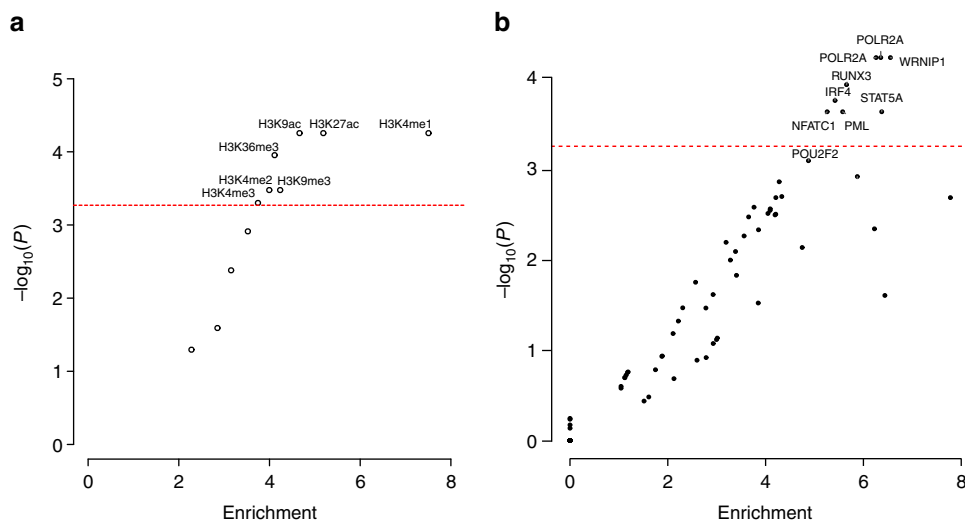 a
b
5
4
3
2
1
0
–log10(P)
H3K9ac
H3K27ac
H3K4me1
H3K36me3
H3K4me2
H3K9me3
H3K4me3
0
2
4
6
8
Enrichment
4
3
2
1
0
–log10(P)
POLR2A
POLR2A
WRNIP1
RUNX3
IRF4
STAT5A
NFATC1
PML
POU2F2
0
2
4
6
8
Enrichment